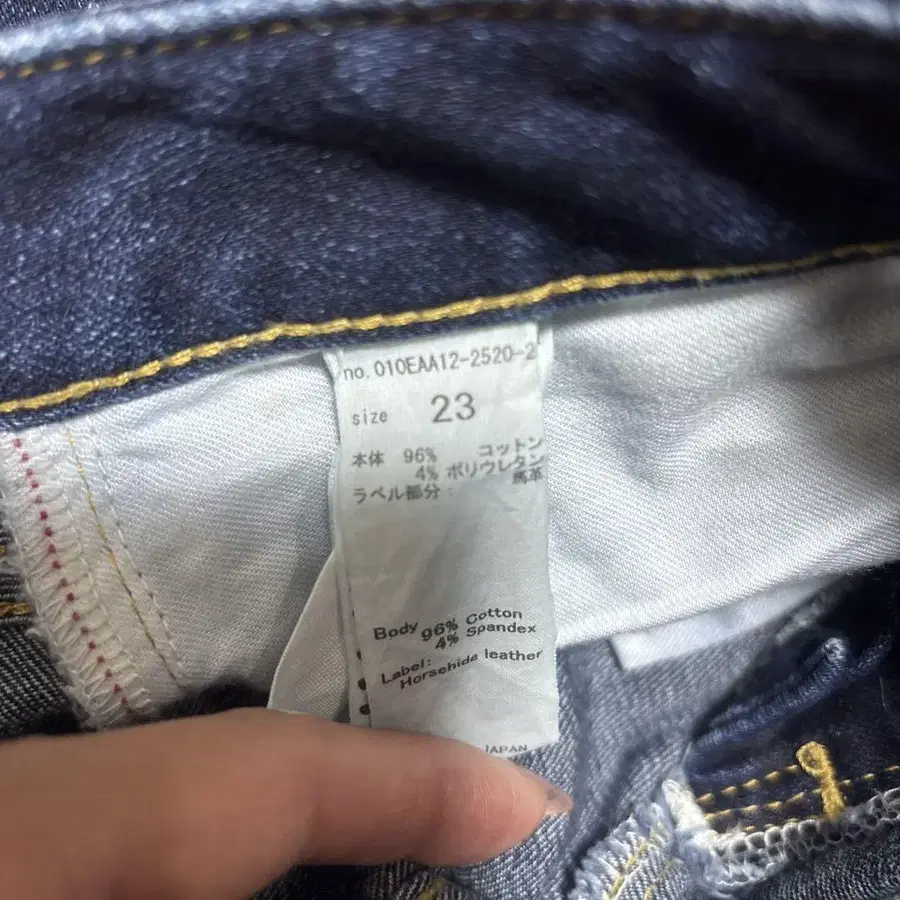 no.010EAA12-2520-2
size 23
本体 96% コットン
4% ポリウレタン
ラベル部分: 馬革
Body 96% Cotton
4% Spandex
Label:
Horsehide leather
JAPAN